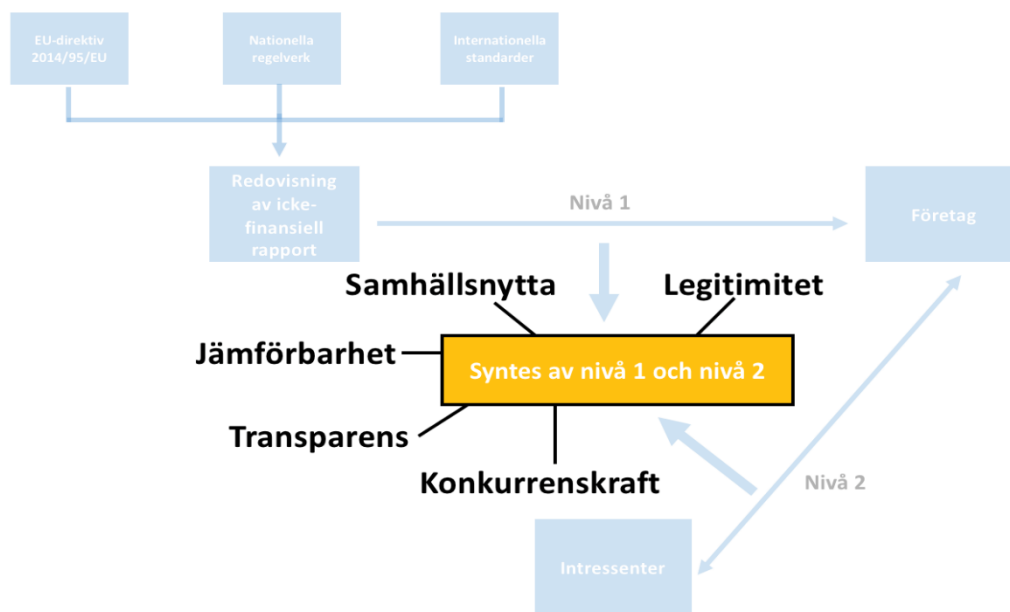 EU-direktiv
2014/95/EU
Nationella
regelverk
Internationella
standarder
Redovisning
av icke-
finansiell
rapport
Nivå 1
Företag
Samhällsnytta
Legitimitet
Jämförbarhet
Syntes av nivå 1 och nivå 2
Transparens
Konkurrenskraft
Nivå 2
Intressenter